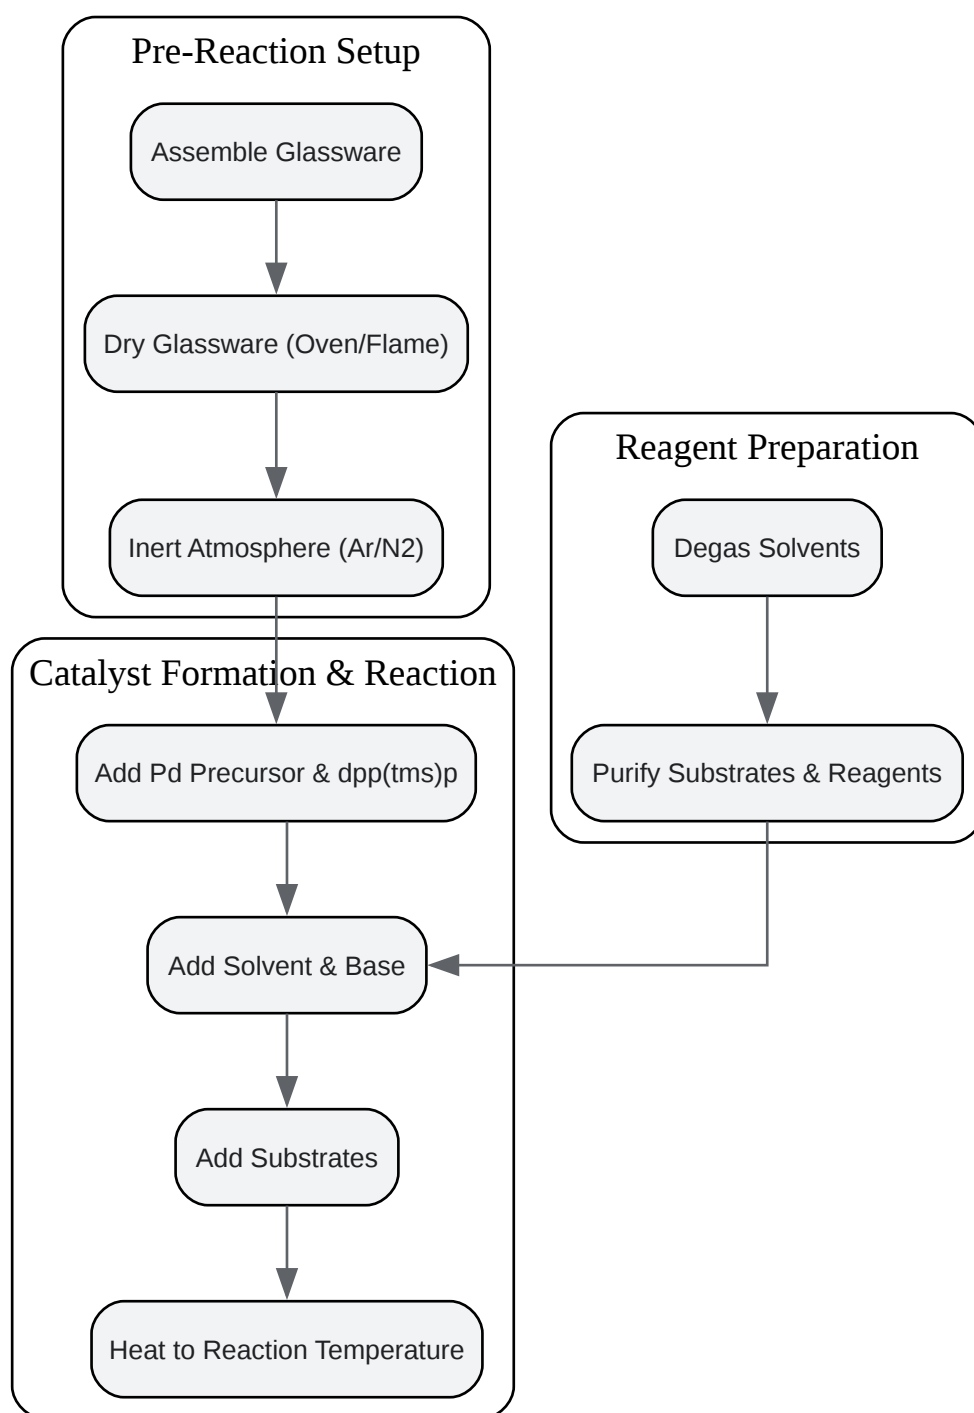 Pre-Reaction Setup
Assemble Glassware
Dry Glassware (Oven/Flame)
Inert Atmosphere (Ar/N2)
Reagent Preparation
Degas Solvents
Purify Substrates & Reagents
Catalyst Formation & Reaction
Add Pd Precursor & dpp(tms)p
Add Solvent & Base
Add Substrates
Heat to Reaction Temperature